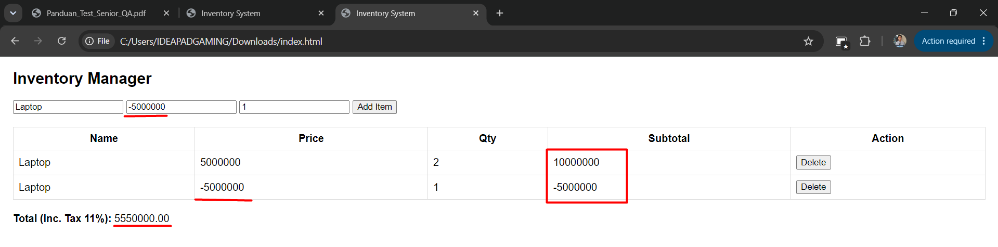 Panduan_Test_Senior_QA.pdf Inventory System Inventory System
File C:/Users/IDEAPADGAMING/Downloads/index.html Action required
Inventory Manager
Laptop -5000000 1 Add Item
Name Price Qty Subtotal Action
Laptop 5000000 2 10000000 Delete
Laptop -5000000 1 -5000000 Delete
Total (Inc. Tax 11%): 5550000.00